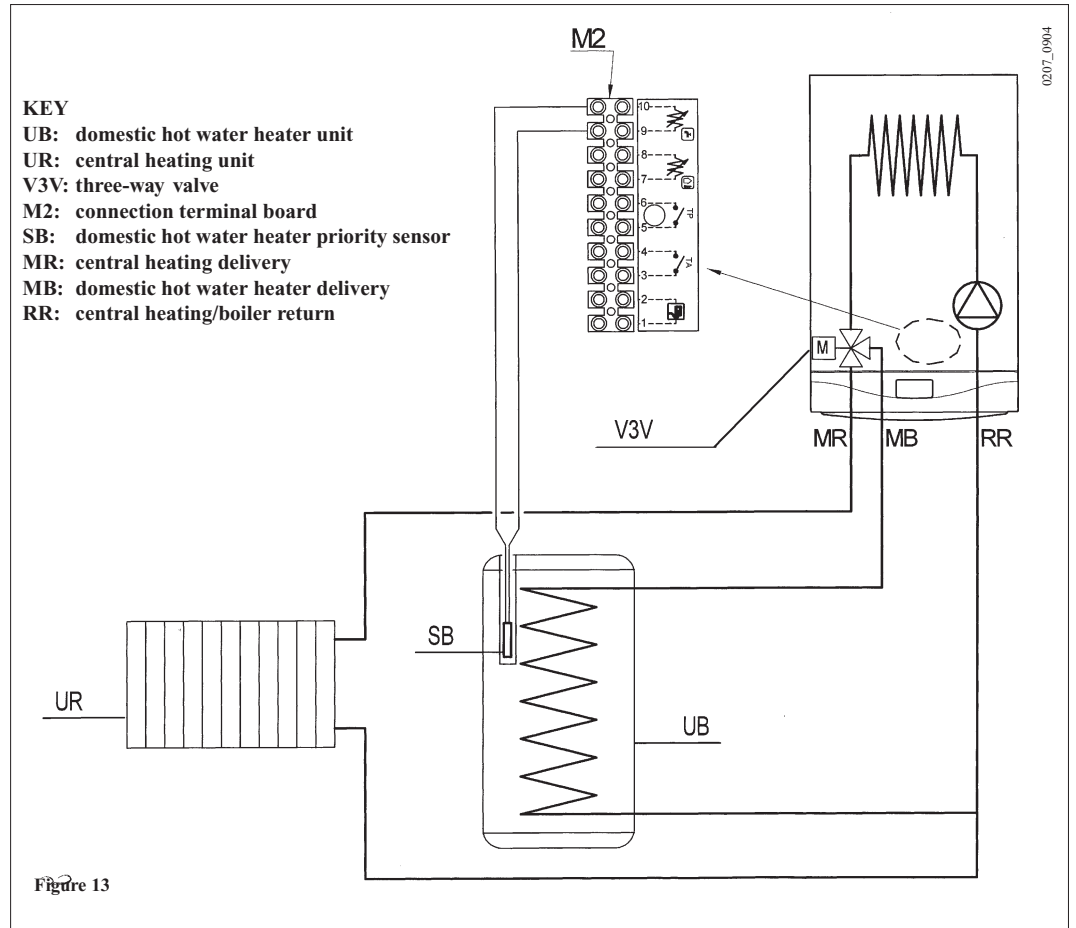 M2
0207_0904
KEY
UB: domestic hot water heater unit
UR: central heating unit
V3V: three-way valve
M2: connection terminal board
SB: domestic hot water heater priority sensor
MR: central heating delivery
MB: domestic hot water heater delivery
RR: central heating/boiler return
10
9
8
7
6
TP
5
4
TA
3
2
1
M
V3V
MR MB RR
SB
UR
UB
Figure 13